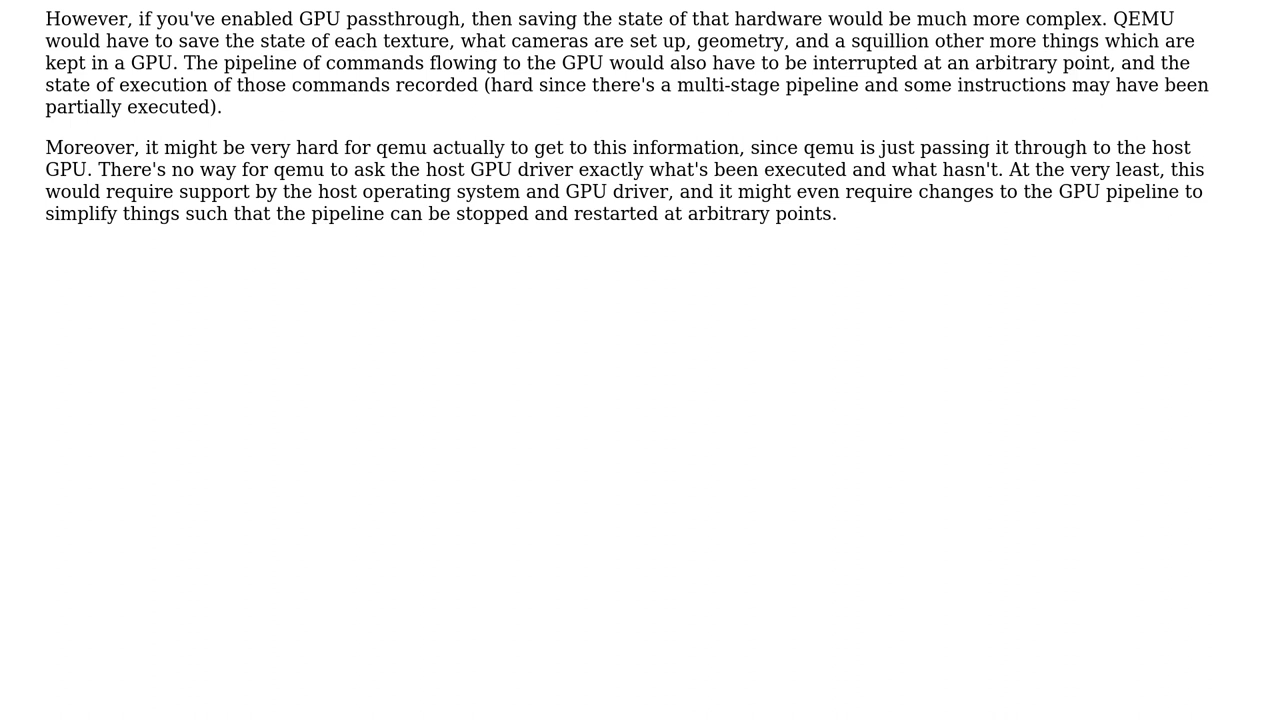 However, if you've enabled GPU passthrough, then saving the state of that hardware would be much more complex. QEMU
would have to save the state of each texture, what cameras are set up, geometry, and a squillion other more things which are
kept in a GPU. The pipeline of commands flowing to the GPU would also have to be interrupted at an arbitrary point, and the
state of execution of those commands recorded (hard since there's a multi-stage pipeline and some instructions may have been
partially executed).
Moreover, it might be very hard for qemu actually to get to this information, since qemu is just passing it through to the host
GPU. There's no way for qemu to ask the host GPU driver exactly what's been executed and what hasn't. At the very least, this
would require support by the host operating system and GPU driver, and it might even require changes to the GPU pipeline to
simplify things such that the pipeline can be stopped and restarted at arbitrary points.